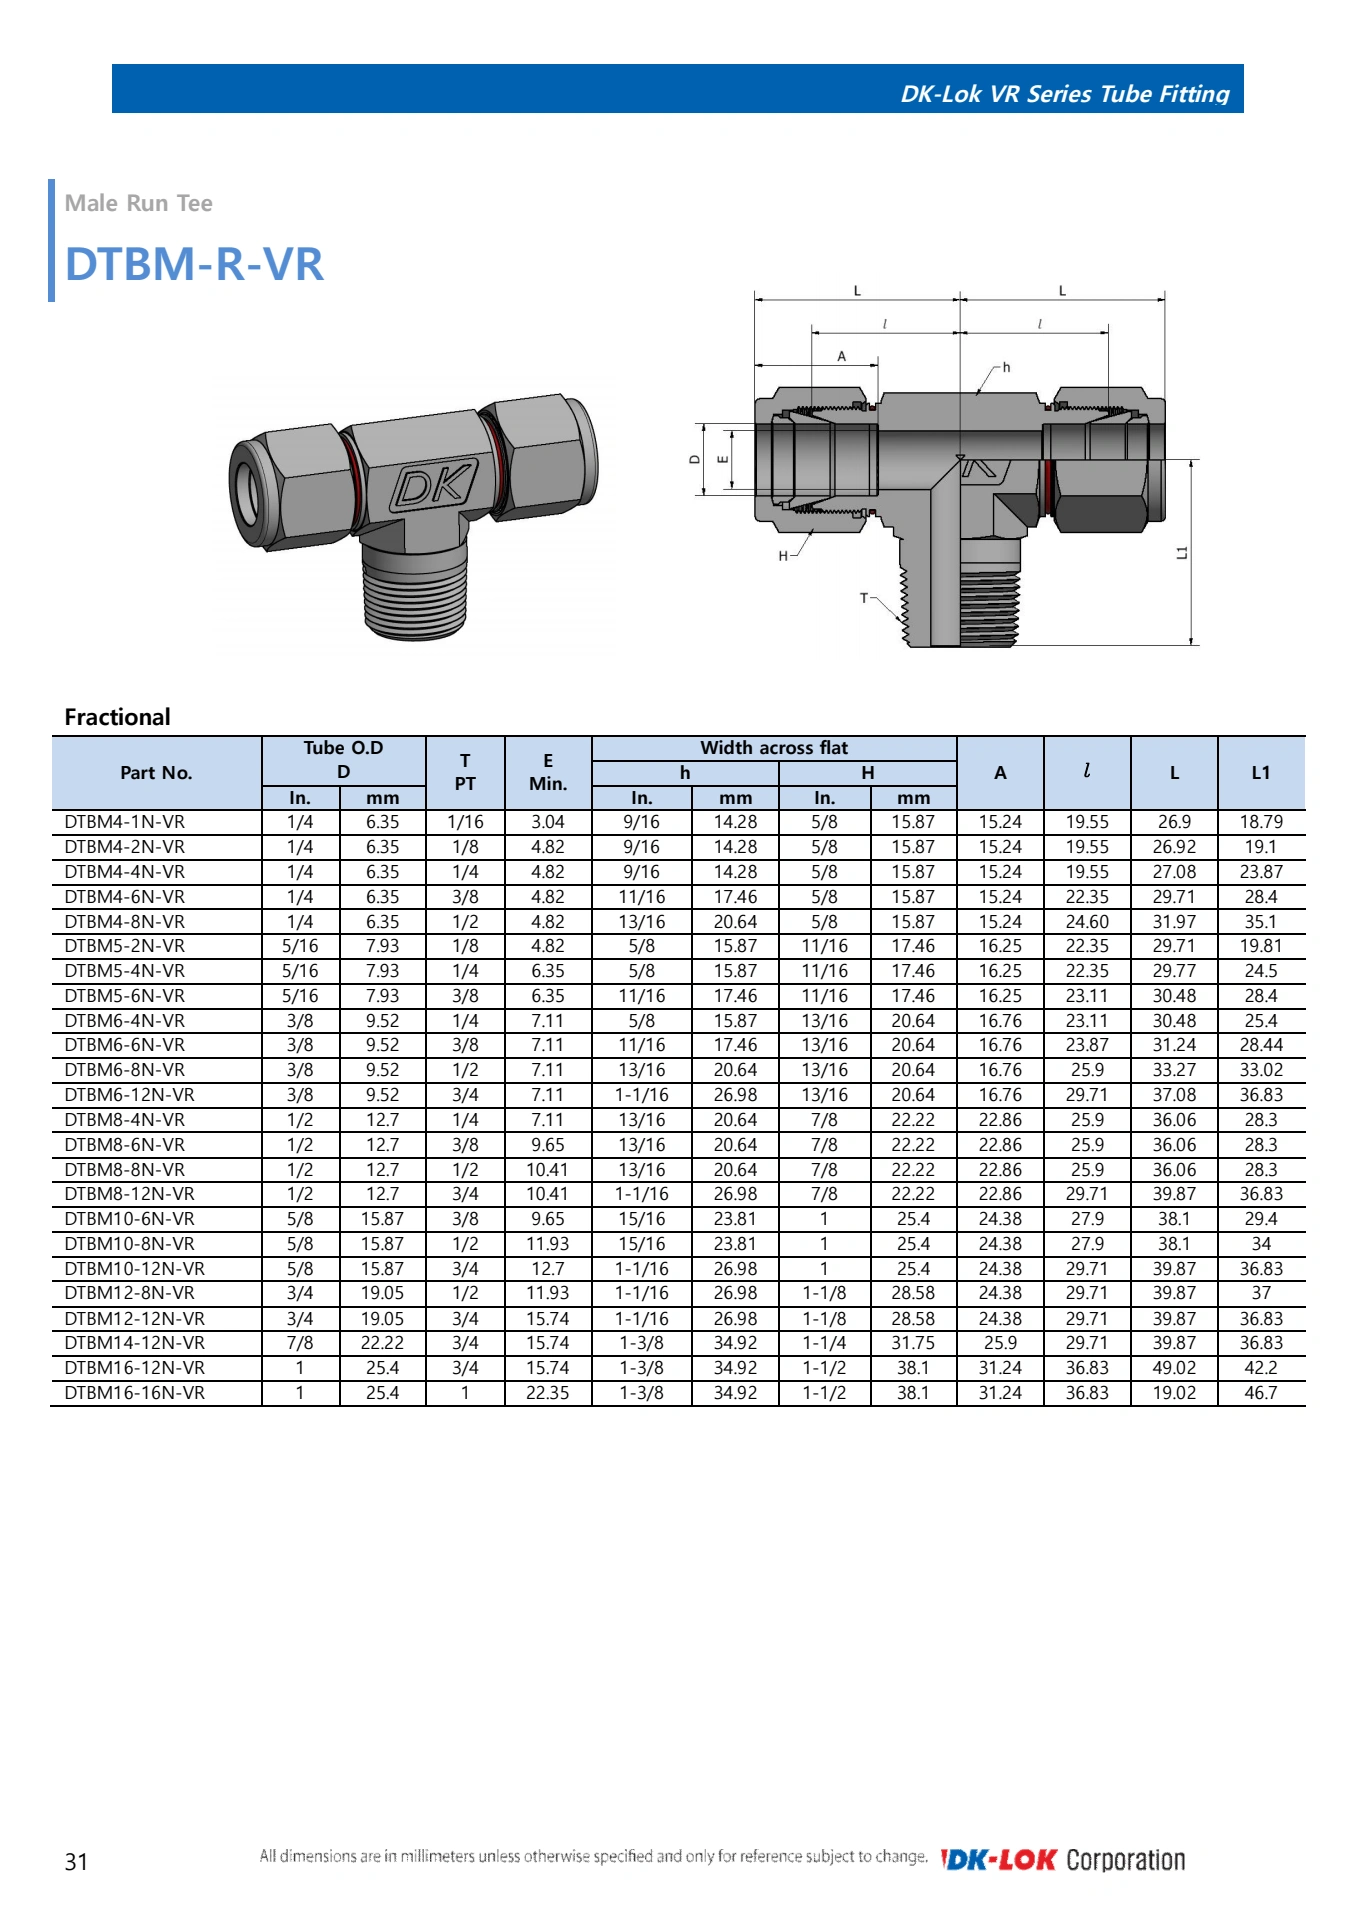 DK-Lok VR Series Tube Fitting
Male Run Tee
DTBM-R-VR
DK
L L
l l
A
h
D E
H
T
L1
Fractional
Part No. Tube O.D D T PT E Min. Width across flat A l L L1
h H
In. mm In. mm In. mm
DTBM4-1N-VR 1/4 6.35 1/16 3.04 9/16 14.28 5/8 15.87 15.24 19.55 26.9 18.79
DTBM4-2N-VR 1/4 6.35 1/8 4.82 9/16 14.28 5/8 15.87 15.24 19.55 26.92 19.1
DTBM4-4N-VR 1/4 6.35 1/4 4.82 9/16 14.28 5/8 15.87 15.24 19.55 27.08 23.87
DTBM4-6N-VR 1/4 6.35 3/8 4.82 11/16 17.46 5/8 15.87 15.24 22.35 29.71 28.4
DTBM4-8N-VR 1/4 6.35 1/2 4.82 13/16 20.64 5/8 15.87 15.24 24.60 31.97 35.1
DTBM5-2N-VR 5/16 7.93 1/8 4.82 5/8 15.87 11/16 17.46 16.25 22.35 29.71 19.81
DTBM5-4N-VR 5/16 7.93 1/4 6.35 5/8 15.87 11/16 17.46 16.25 22.35 29.77 24.5
DTBM5-6N-VR 5/16 7.93 3/8 6.35 11/16 17.46 11/16 17.46 16.25 23.11 30.48 28.4
DTBM6-4N-VR 3/8 9.52 1/4 7.11 5/8 15.87 13/16 20.64 16.76 23.11 30.48 25.4
DTBM6-6N-VR 3/8 9.52 3/8 7.11 11/16 17.46 13/16 20.64 16.76 23.87 31.24 28.44
DTBM6-8N-VR 3/8 9.52 1/2 7.11 13/16 20.64 13/16 20.64 16.76 25.9 33.27 33.02
DTBM6-12N-VR 3/8 9.52 3/4 7.11 1-1/16 26.98 13/16 20.64 16.76 29.71 37.08 36.83
DTBM8-4N-VR 1/2 12.7 1/4 7.11 13/16 20.64 7/8 22.22 22.86 25.9 36.06 28.3
DTBM8-6N-VR 1/2 12.7 3/8 9.65 13/16 20.64 7/8 22.22 22.86 25.9 36.06 28.3
DTBM8-8N-VR 1/2 12.7 1/2 10.41 13/16 20.64 7/8 22.22 22.86 25.9 36.06 28.3
DTBM8-12N-VR 1/2 12.7 3/4 10.41 1-1/16 26.98 7/8 22.22 22.86 29.71 39.87 36.83
DTBM10-6N-VR 5/8 15.87 3/8 9.65 15/16 23.81 1 25.4 24.38 27.9 38.1 29.4
DTBM10-8N-VR 5/8 15.87 1/2 11.93 15/16 23.81 1 25.4 24.38 27.9 38.1 34
DTBM10-12N-VR 5/8 15.87 3/4 12.7 1-1/16 26.98 1 25.4 24.38 29.71 39.87 36.83
DTBM12-8N-VR 3/4 19.05 1/2 11.93 1-1/16 26.98 1-1/8 28.58 24.38 29.71 39.87 37
DTBM12-12N-VR 3/4 19.05 3/4 15.74 1-1/16 26.98 1-1/8 28.58 24.38 29.71 39.87 36.83
DTBM14-12N-VR 7/8 22.22 3/4 15.74 1-3/8 34.92 1-1/4 31.75 25.9 29.71 39.87 36.83
DTBM16-12N-VR 1 25.4 3/4 15.74 1-3/8 34.92 1-1/2 38.1 31.24 36.83 49.02 42.2
DTBM16-16N-VR 1 25.4 1 22.35 1-3/8 34.92 1-1/2 38.1 31.24 36.83 19.02 46.7
31 All dimensions are in millimeters unless otherwise specified and only for reference subject to change. DK-LOK Corporation